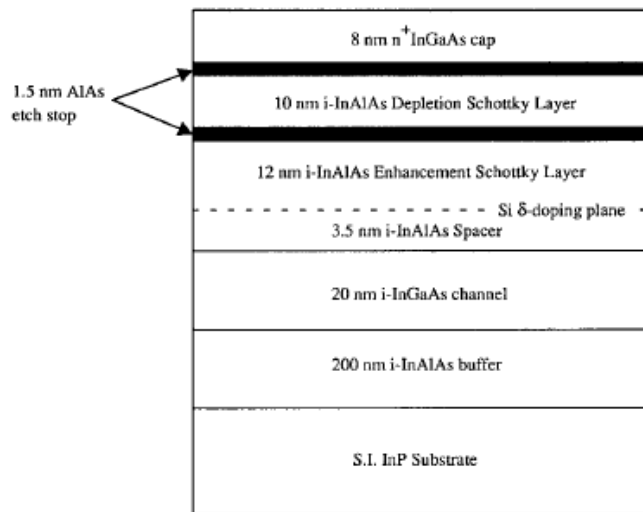 8 nm n⁺InGaAs cap
1.5 nm AlAs
etch stop
10 nm i-InAlAs Depletion Schottky Layer
12 nm i-InAlAs Enhancement Schottky Layer
Si δ-doping plane
3.5 nm i-InAlAs Spacer
20 nm i-InGaAs channel
200 nm i-InAlAs buffer
S.I. InP Substrate